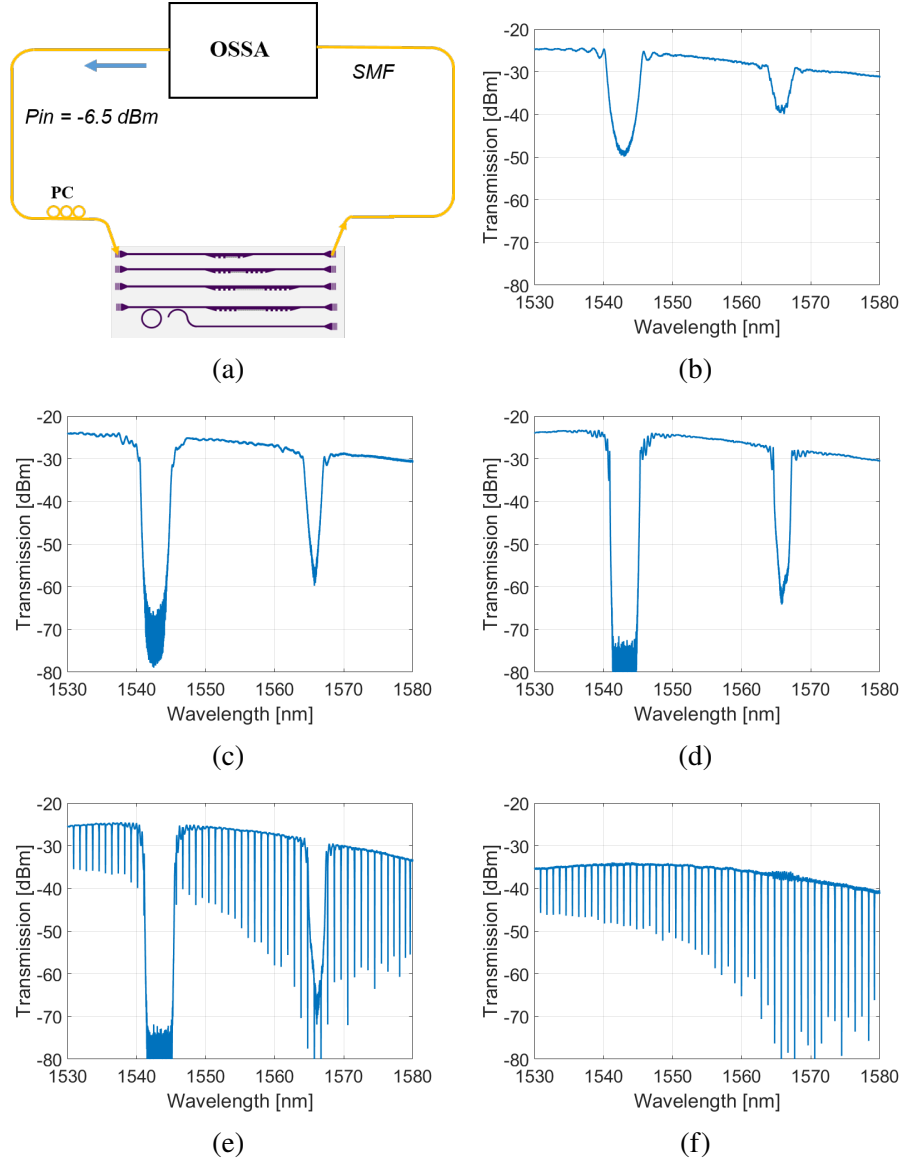 OSSA
SMF
Pin = -6.5 dBm
PC
(a)
-20
-30
-40
-50
-60
-70
-80
Transmission [dBm]
1530 1540 1550 1560 1570 1580
Wavelength [nm]
(b)
-20
-30
-40
-50
-60
-70
-80
Transmission [dBm]
1530 1540 1550 1560 1570 1580
Wavelength [nm]
(c)
-20
-30
-40
-50
-60
-70
-80
Transmission [dBm]
1530 1540 1550 1560 1570 1580
Wavelength [nm]
(d)
-20
-30
-40
-50
-60
-70
-80
Transmission [dBm]
1530 1540 1550 1560 1570 1580
Wavelength [nm]
(e)
-20
-30
-40
-50
-60
-70
-80
Transmission [dBm]
1530 1540 1550 1560 1570 1580
Wavelength [nm]
(f)